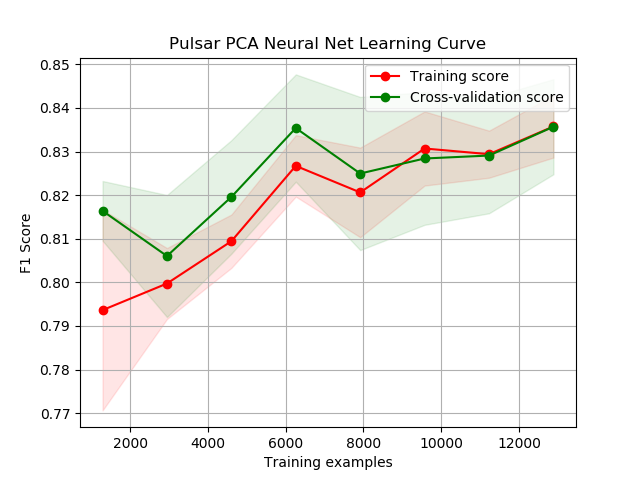 Pulsar PCA Neural Net Learning Curve
Training score
Cross-validation score
0.85
0.84
0.83
0.82
0.81
0.80
0.79
0.78
0.77
F1 Score
2000 4000 6000 8000 10000 12000
Training examples